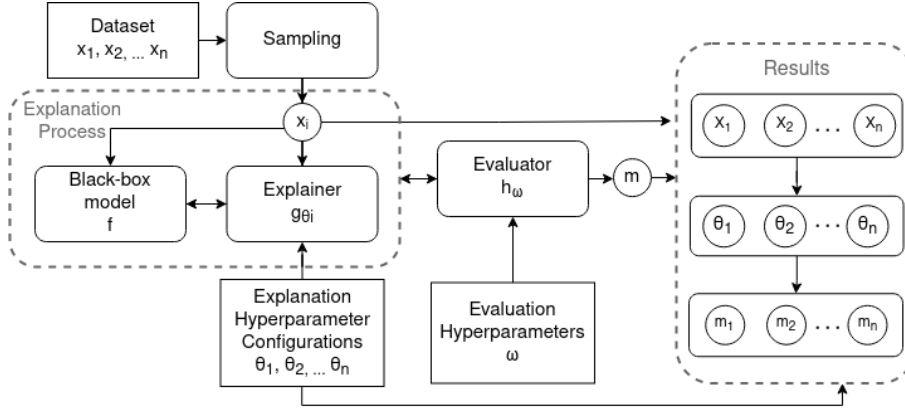 Dataset
x1, x2, ... xn
Sampling
Explanation
Process
xi
Black-box
model
f
Explainer
gθi
Evaluator
hω
m
Explanation
Hyperparameter
Configurations
θ1, θ2, ... θn
Evaluation
Hyperparameters
ω
Results
x1 x2 ... xn
θ1 θ2 ... θn
m1 m2 ... mn